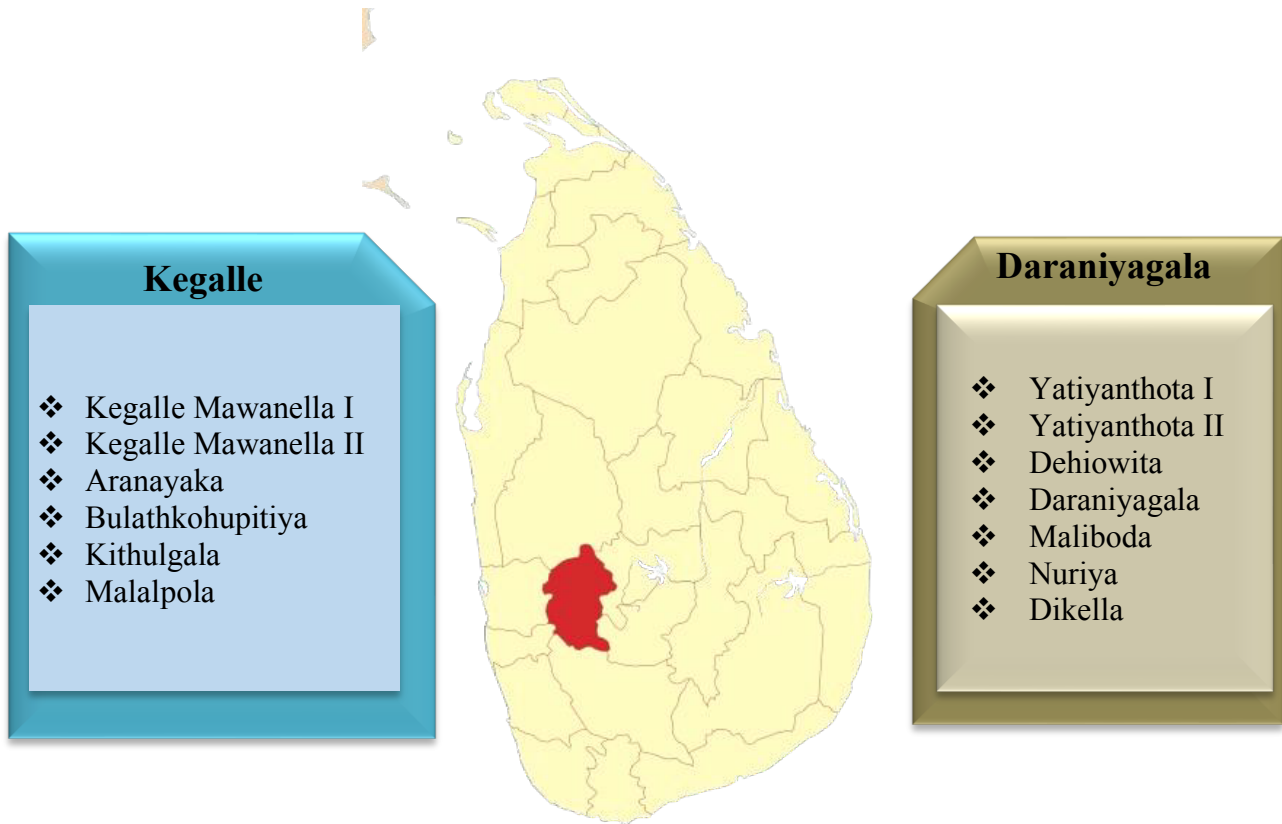 Kegalle
❖ Kegalle Mawanella I
❖ Kegalle Mawanella II
❖ Aranayaka
❖ Bulathkohupitiya
❖ Kithulgala
❖ Malalpola
Daraniyagala
❖ Yatiyanthota I
❖ Yatiyanthota II
❖ Dehiowita
❖ Daraniyagala
❖ Maliboda
❖ Nuriya
❖ Dikella